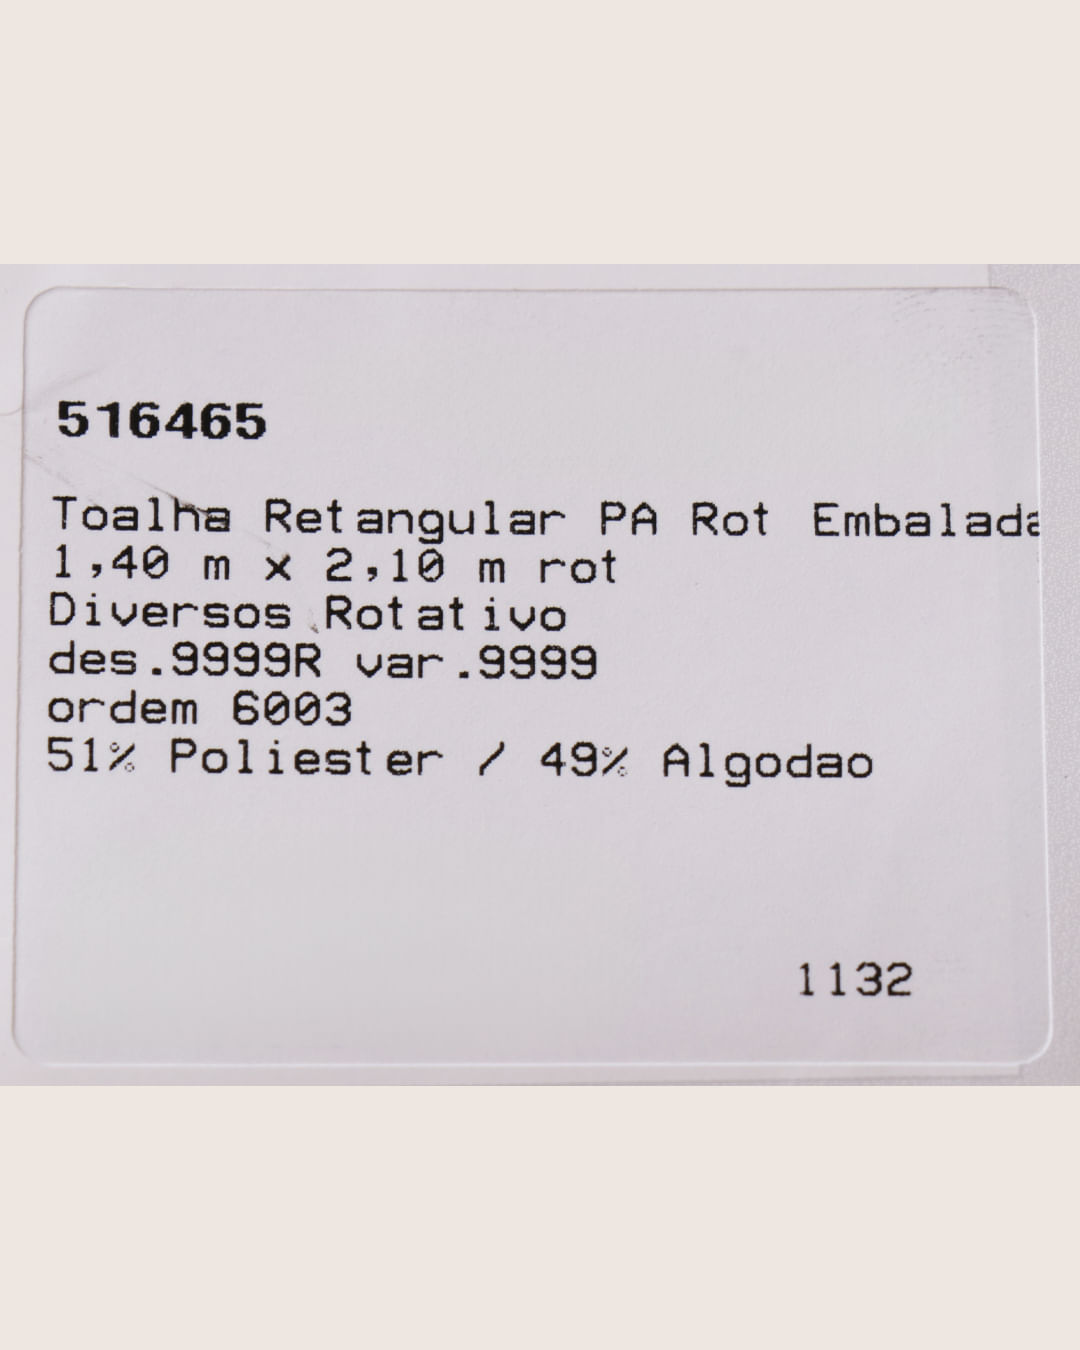 516465
Toalha Retangular PA Rot Embalada
1,40 m x 2,10 m rot
Diversos Rotativo
des.9999R var.9999
ordem 6003
51% Poliester / 49% Algodao
1132